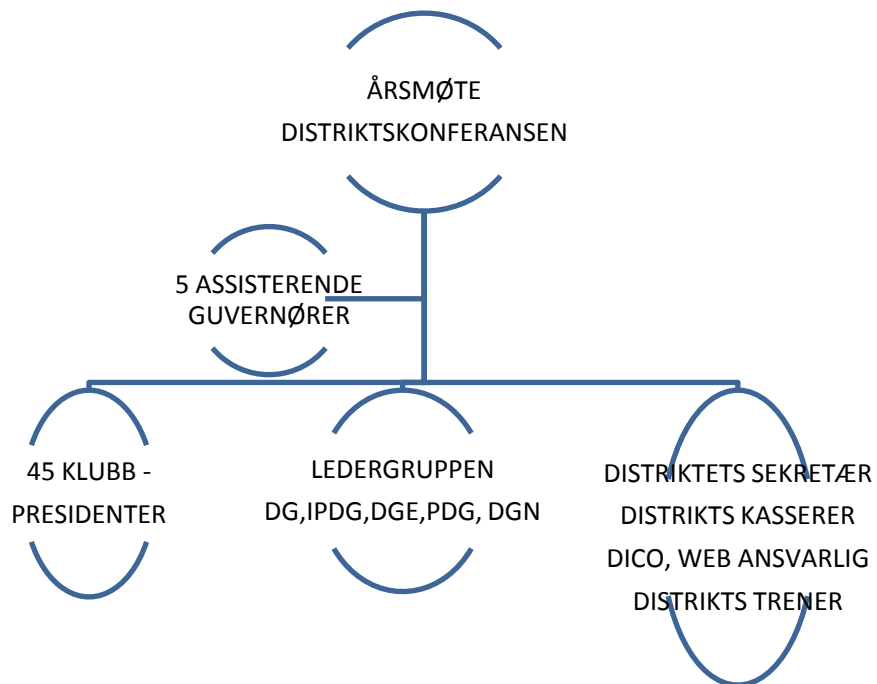 ÅRSMØTE
DISTRIKTSKONFERANSEN
5 ASSISTERENDE
GUVERNØRER
45 KLUBB -
PRESIDENTER
LEDERGRUPPEN
DG,IPDG,DGE,PDG, DGN
DISTRIKTETS SEKRETÆR
DISTRIKTS KASSERER
DICO, WEB ANSVARLIG
DISTRIKTS TRENER